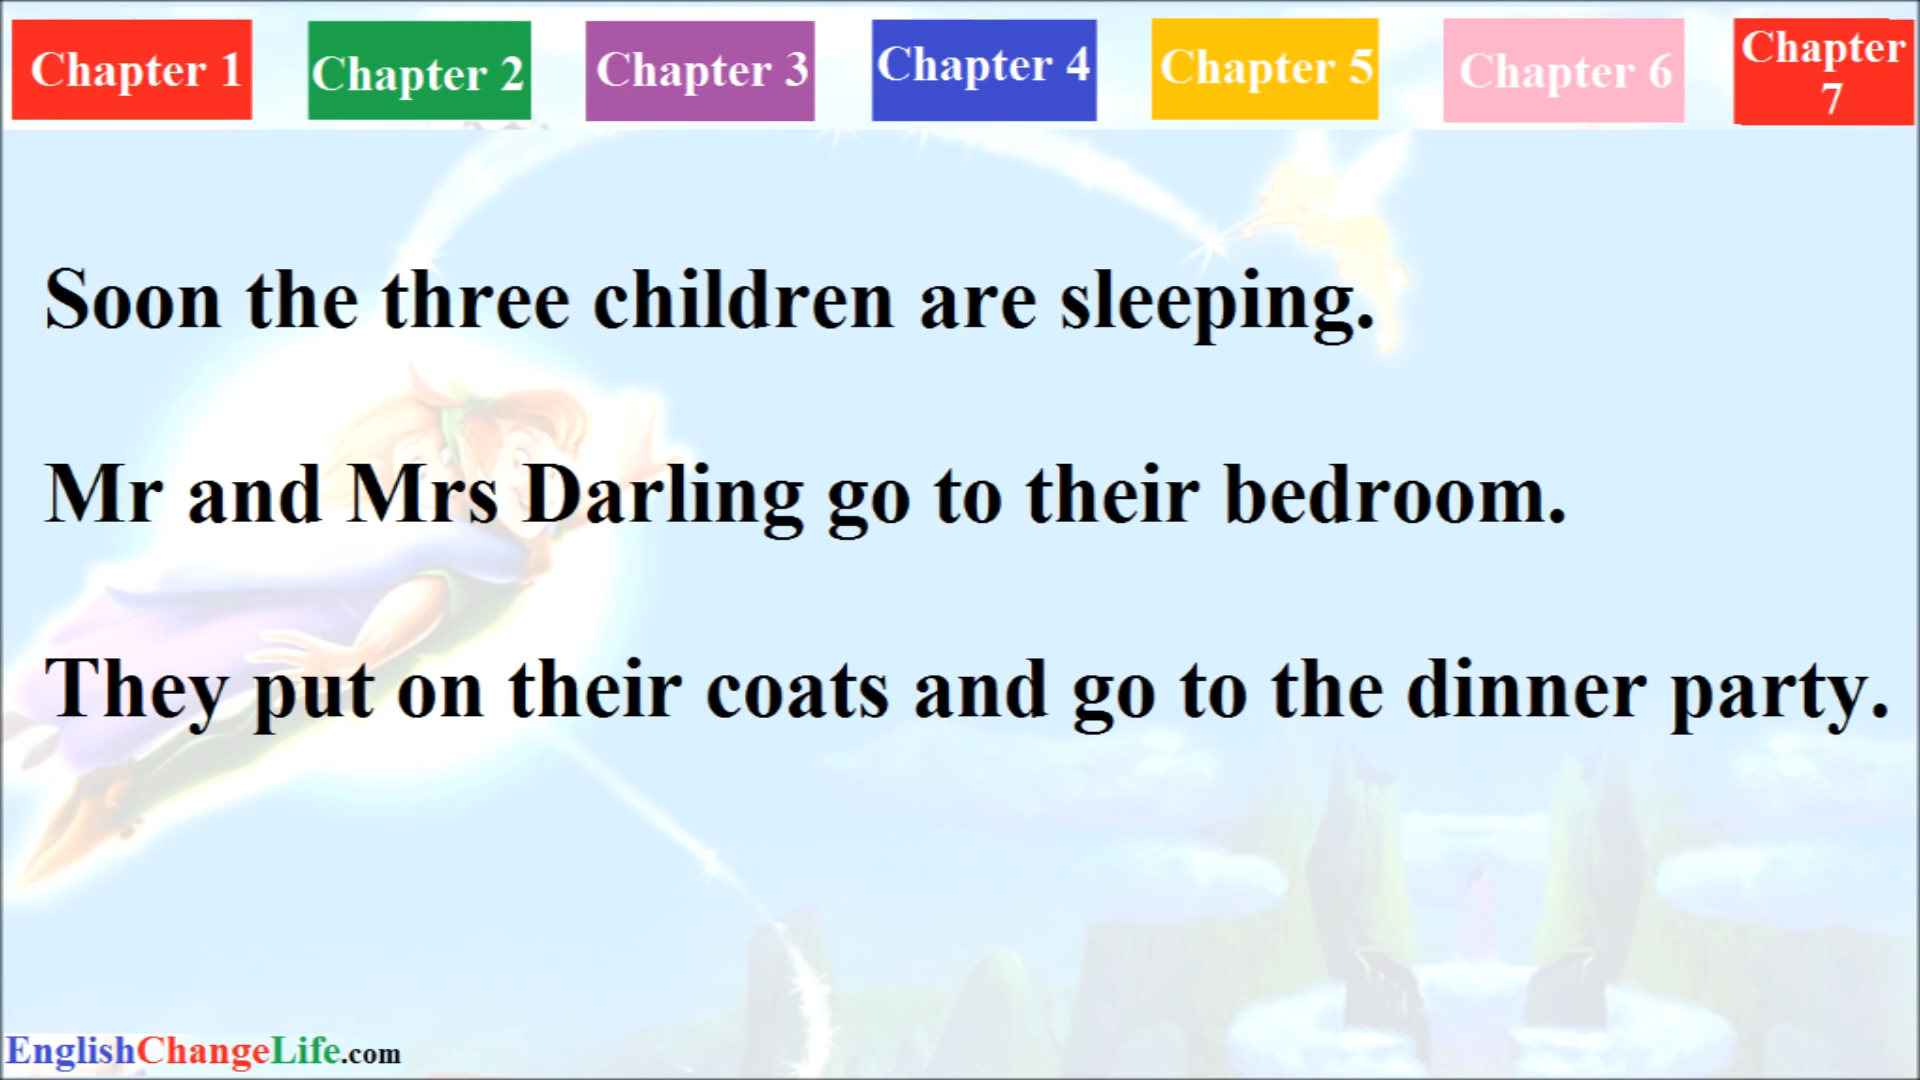 Chapter 1
Chapter 2
Chapter 3
Chapter 4
Chapter 5
Chapter 6
Chapter
7
Soon the three children are sleeping.
Mr and Mrs Darling go to their bedroom.
They put on their coats and go to the dinner party.
EnglishChangeLife.com